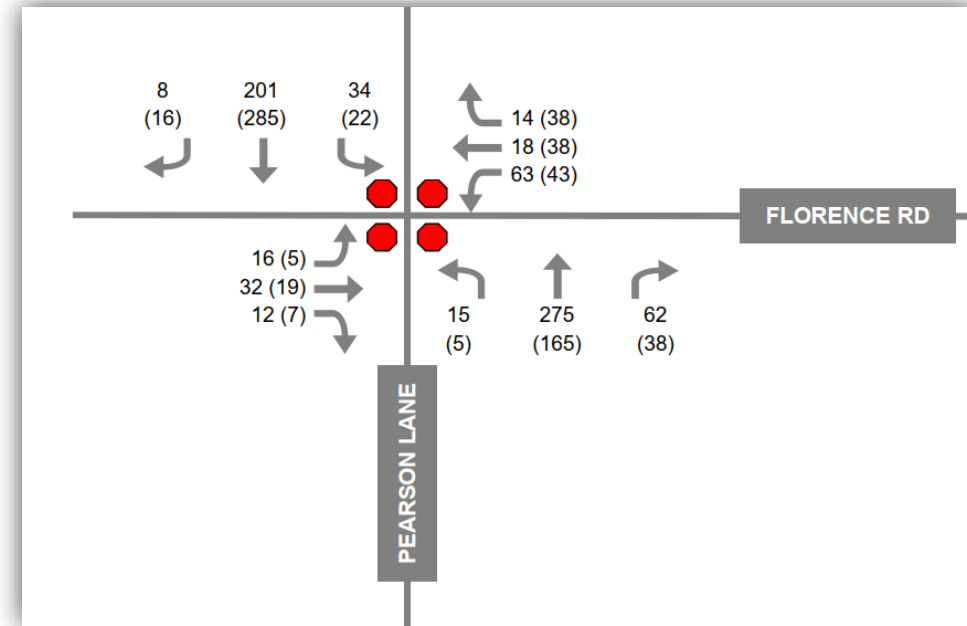 8 201 34
(16) (285) (22)
14 (38)
18 (38)
63 (43)
FLORENCE RD
16 (5)
32 (19)
12 (7)
15 275 62
(5) (165) (38)
PEARSON LANE